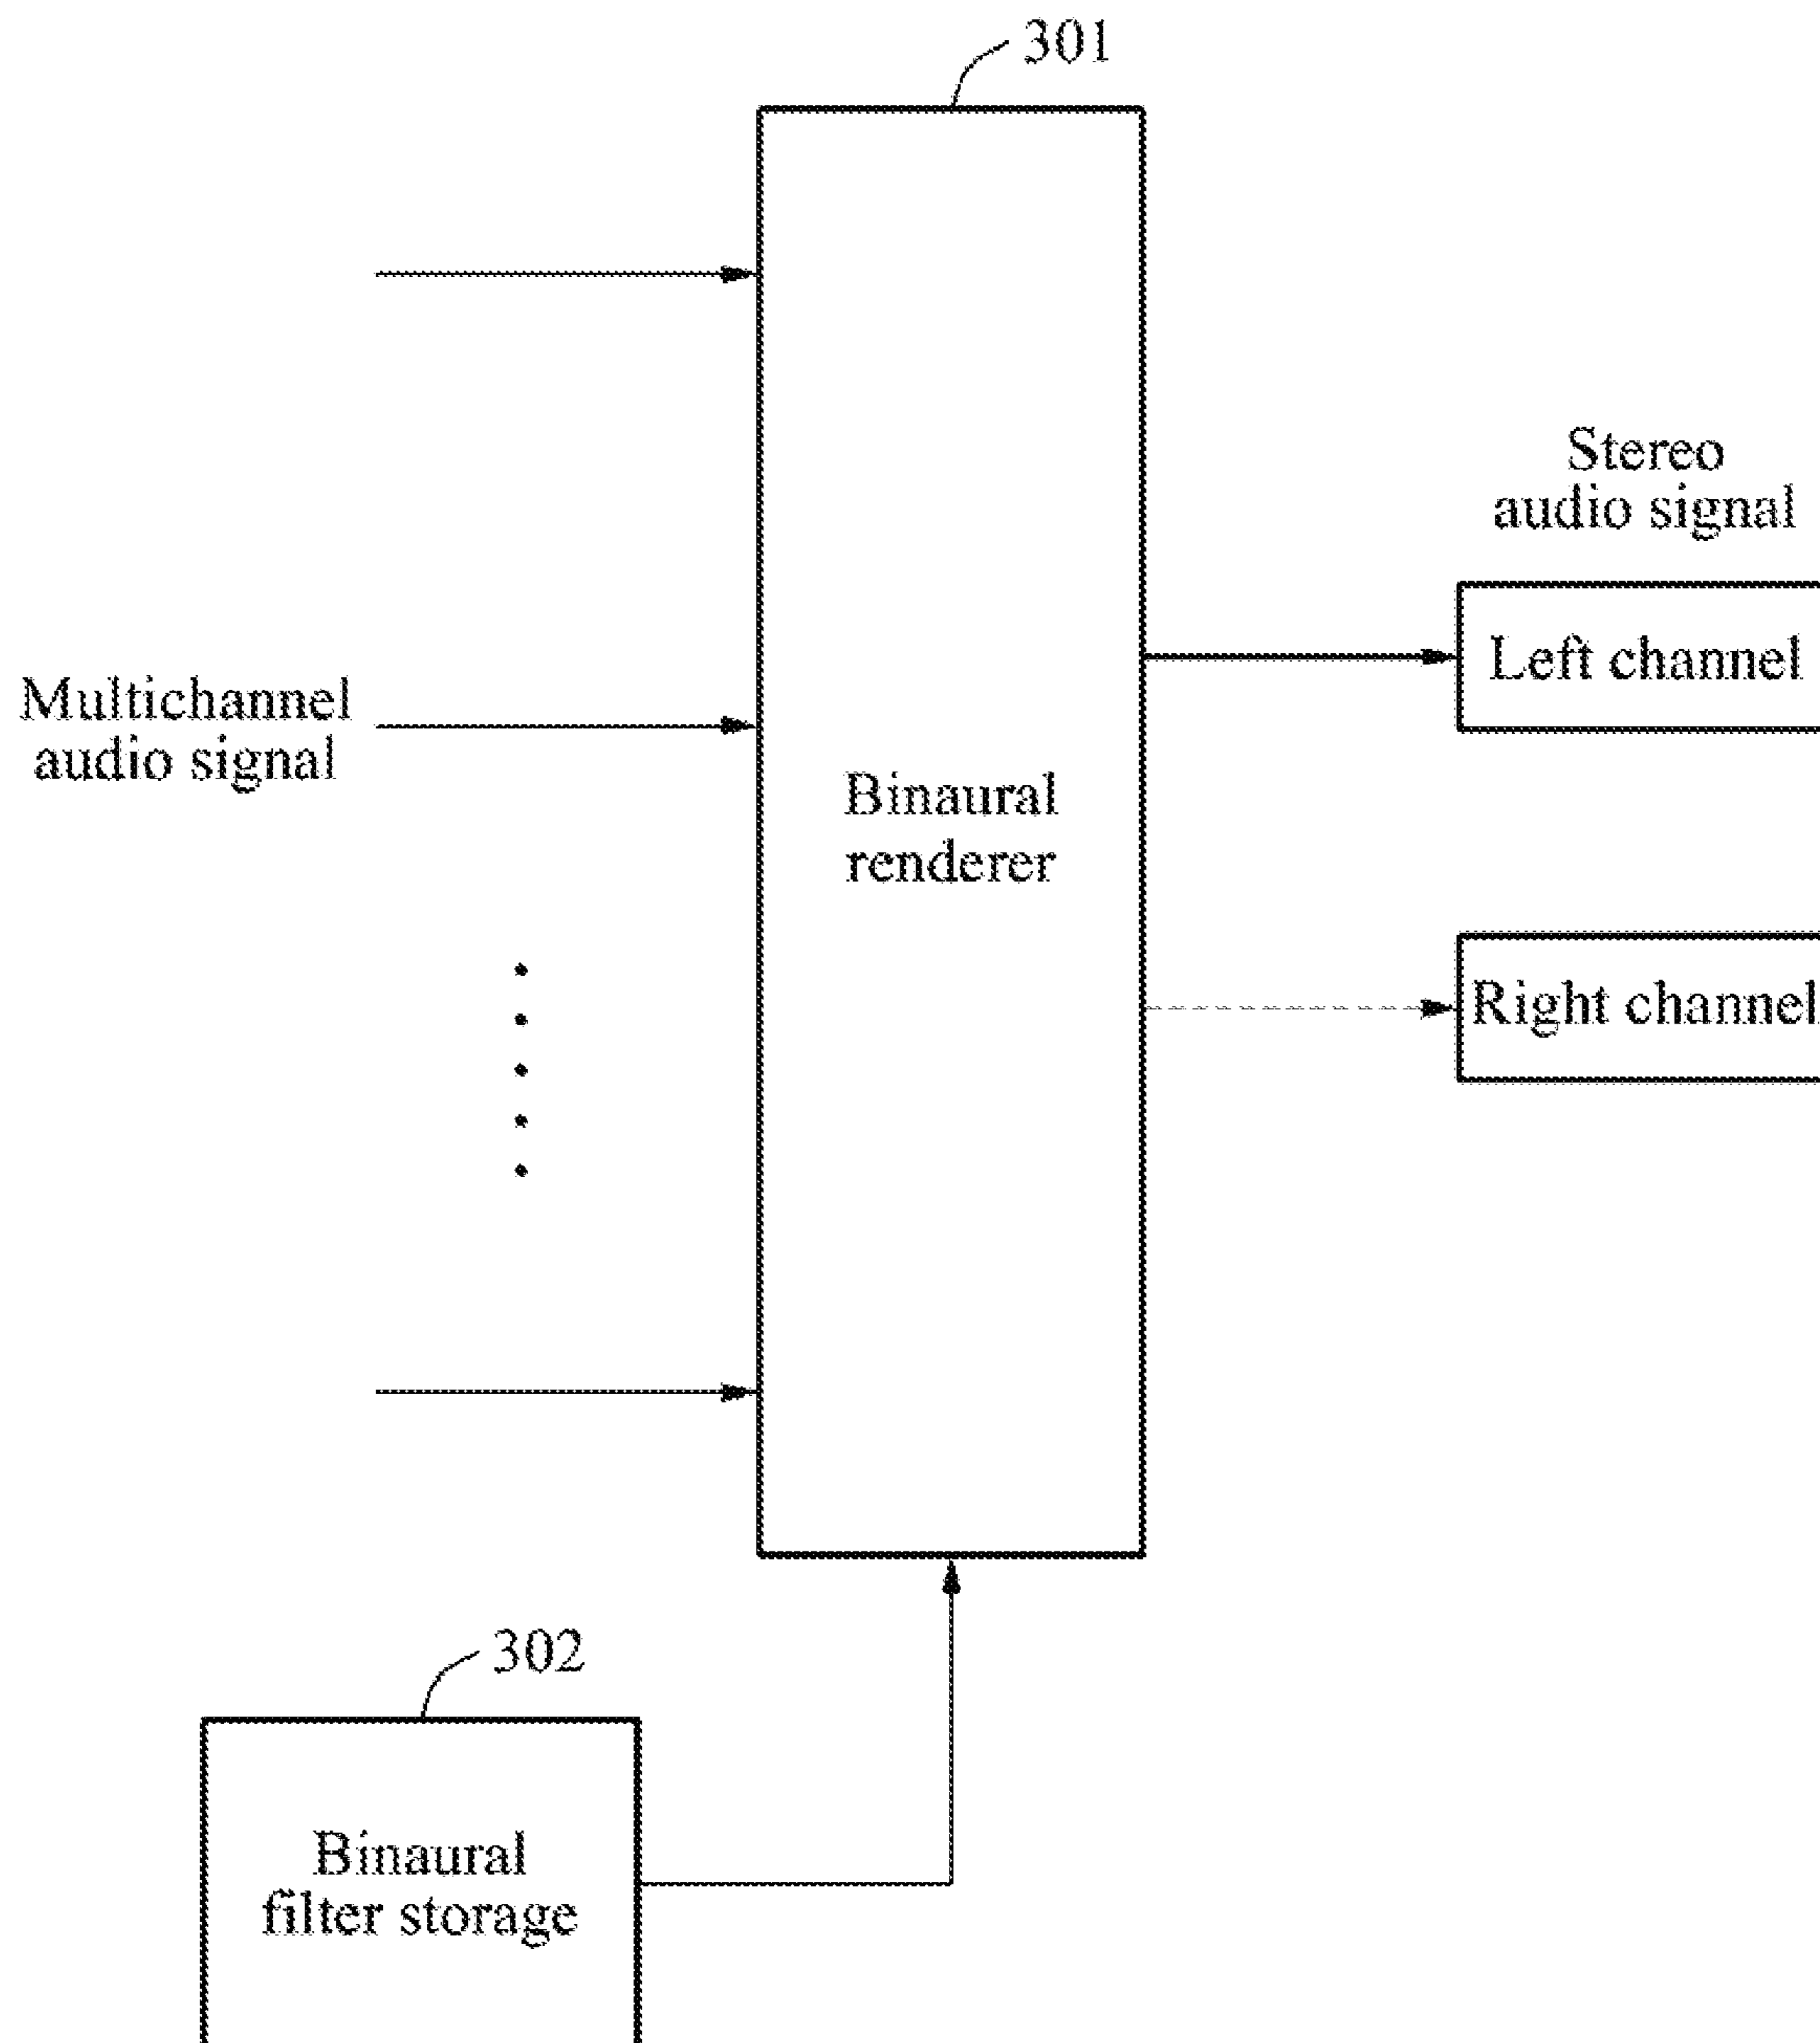 301
Stereo
audio signal
Left channel
Multichannel
audio signal
Binaural
renderer
Right channel
302
Binaural
filter storage